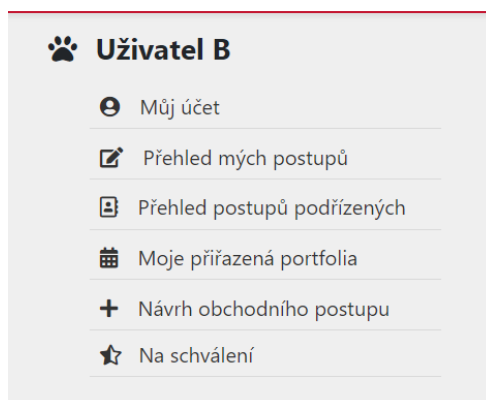 Uživatel B
Můj účet
Přehled mých postupů
Přehled postupů podřízených
Moje přiřazená portfolia
Návrh obchodního postupu
Na schválení